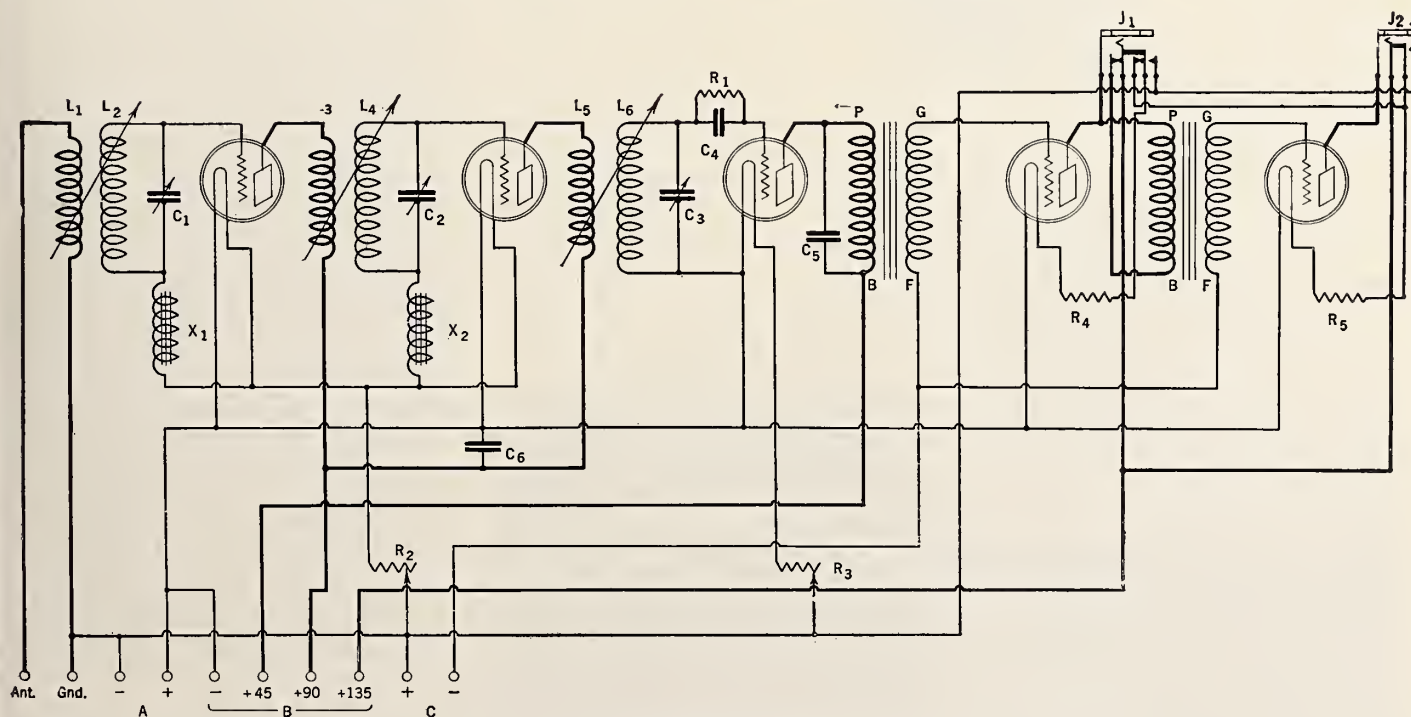 J1 J2
R1
L1 L2 -3 L4 L5 L6 ←P G P G
C4
C1 C2 C3
C5
B F B F
X1 X2 R4 R5
C6
R2 R3
Ant. Gnd. − + − +45 +90 +135 + −
A B C